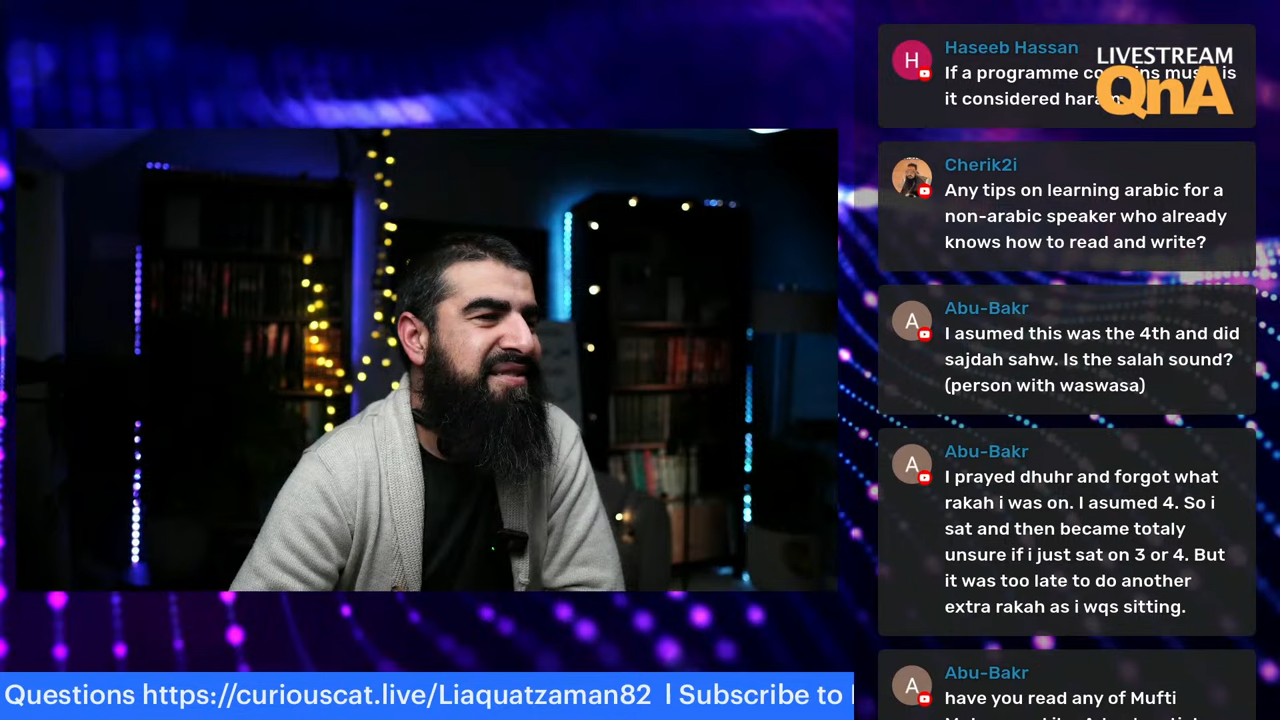 Haseeb Hassan
LIVESTREAM
QnA
If a programme is
it considered
Cherik2i
Any tips on learning arabic for a
non-arabic speaker who already
knows how to read and write?
Abu-Bakr
I asumed this was the 4th and did
sajdah sahw. Is the salah sound?
(person with waswasa)
Abu-Bakr
I prayed dhuhr and forgot what
rakah i was on. I asumed 4. So i
sat and then became totaly
unsure if i just sat on 3 or 4. But
it was too late to do another
extra rakah as i wqs sitting.
Abu-Bakr
have you read any of Mufti
Questions https://curiouscat.live/Liaquatzaman82 l Subscribe to
H
A
A
A